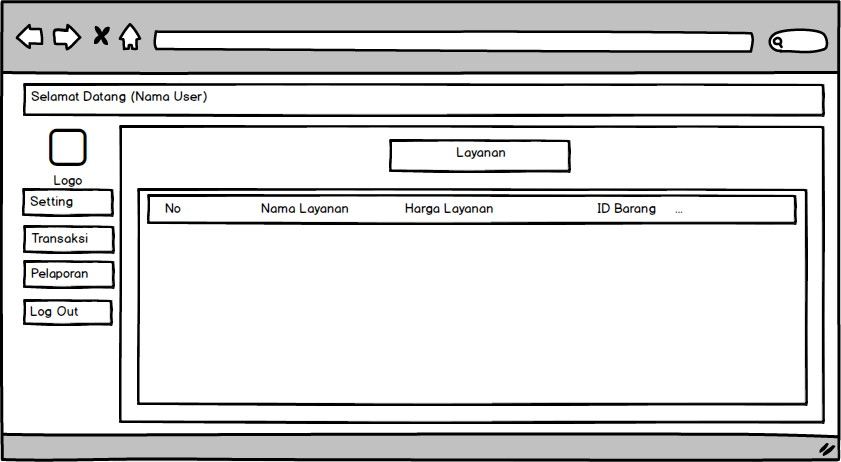 Selamat Datang (Nama User)
Logo
Setting
Transaksi
Pelaporan
Log Out
Layanan
No Nama Layanan Harga Layanan ID Barang ...